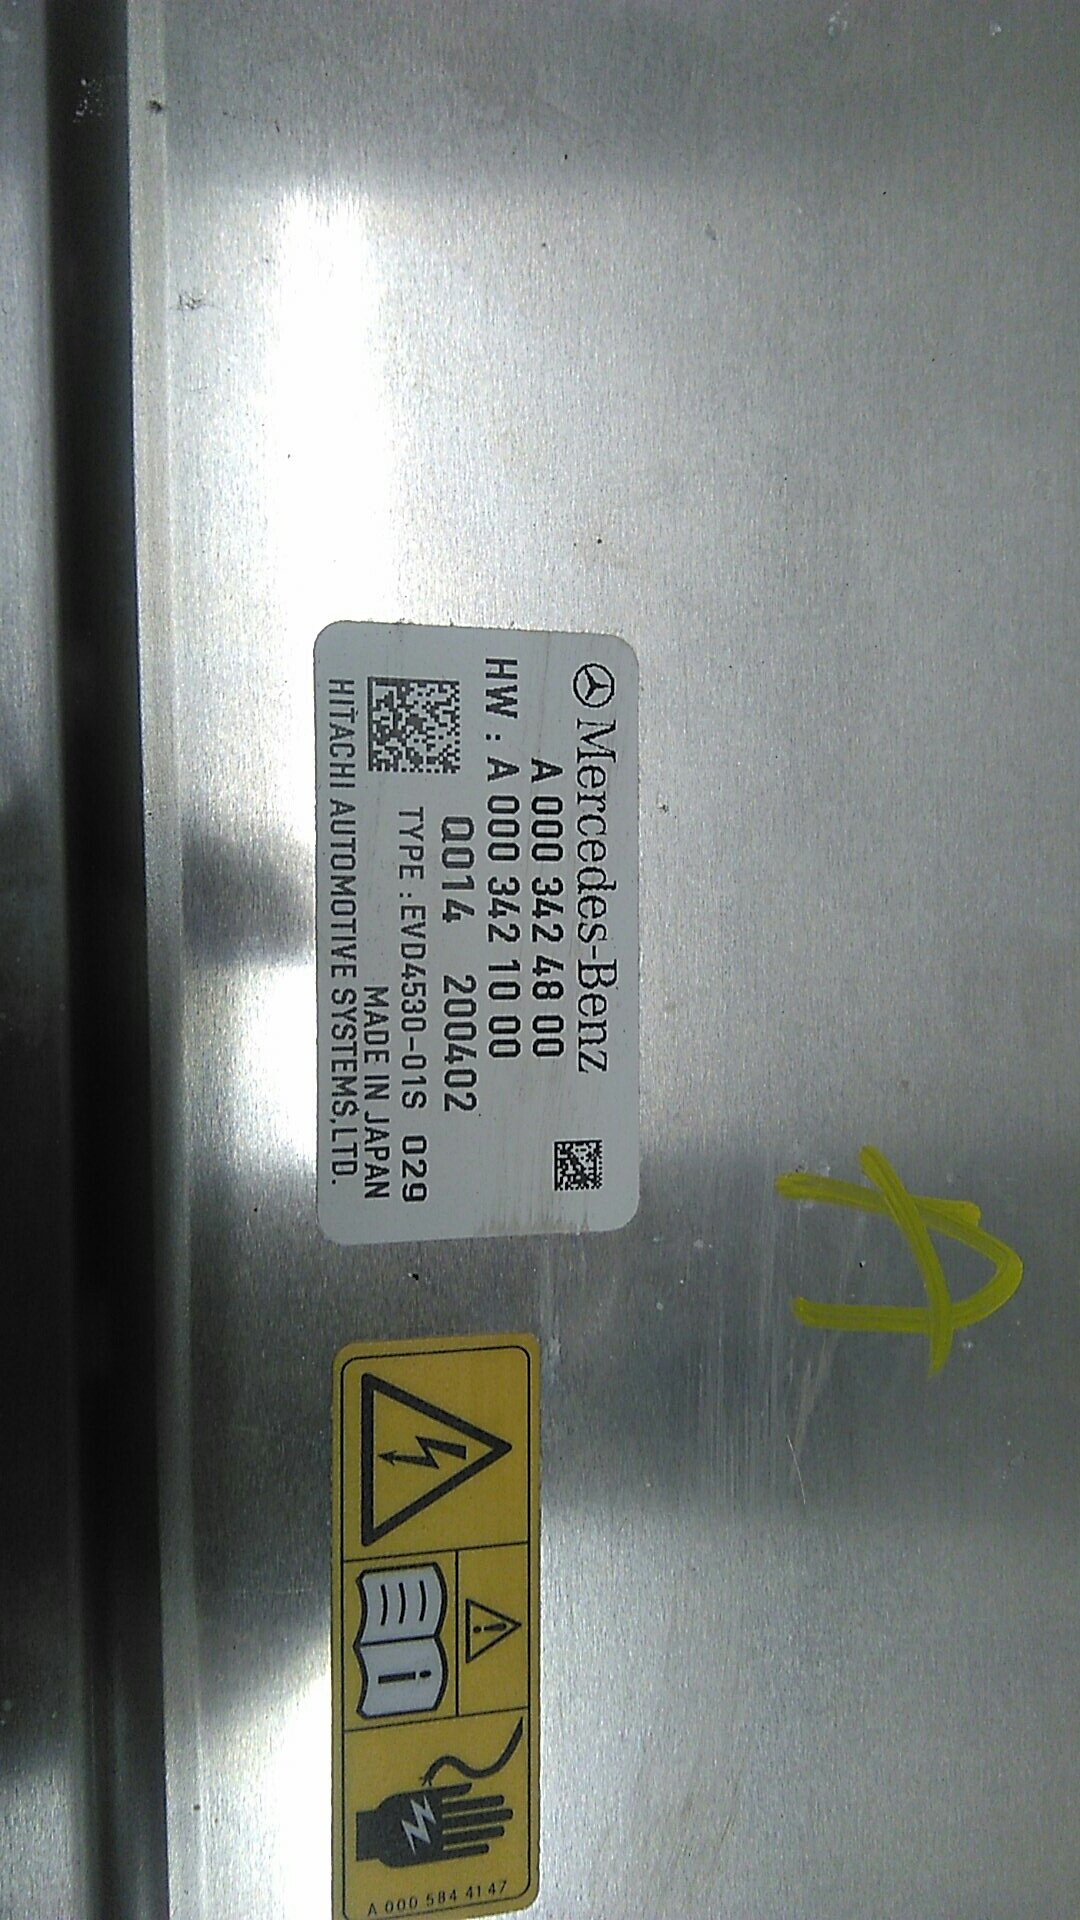 Mercedes-Benz
A 000 342 48 00
HW : A 000 342 10 00
Q014 200402
TYPE : EVD4530-01S 029
MADE IN JAPAN
HITACHI AUTOMOTIVE SYSTEMS,LTD.
A
A 000 584 41 47